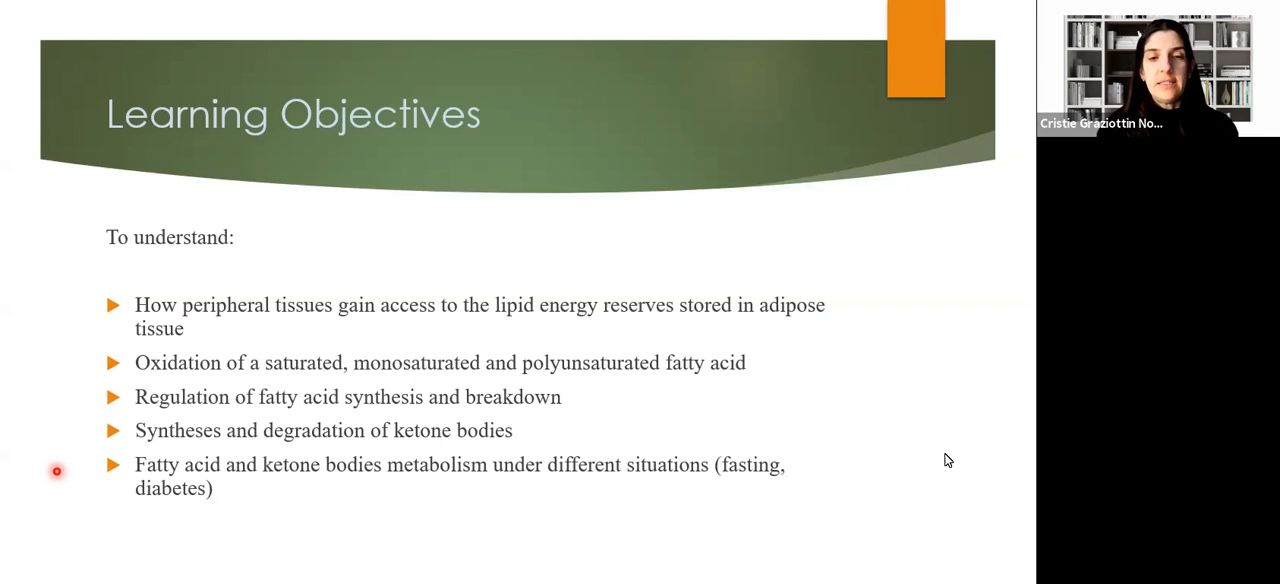 Learning Objectives
To understand:
How peripheral tissues gain access to the lipid energy reserves stored in adipose
tissue
Oxidation of a saturated, monosaturated and polyunsaturated fatty acid
Regulation of fatty acid synthesis and breakdown
Syntheses and degradation of ketone bodies
Fatty acid and ketone bodies metabolism under different situations (fasting,
diabetes)
Cristie Graziottin No...